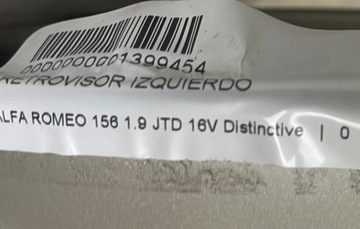 0000000001399454
RETROVISOR IZQUIERDO
ALFA ROMEO 156 1.9 JTD 16V Distinctive | 0